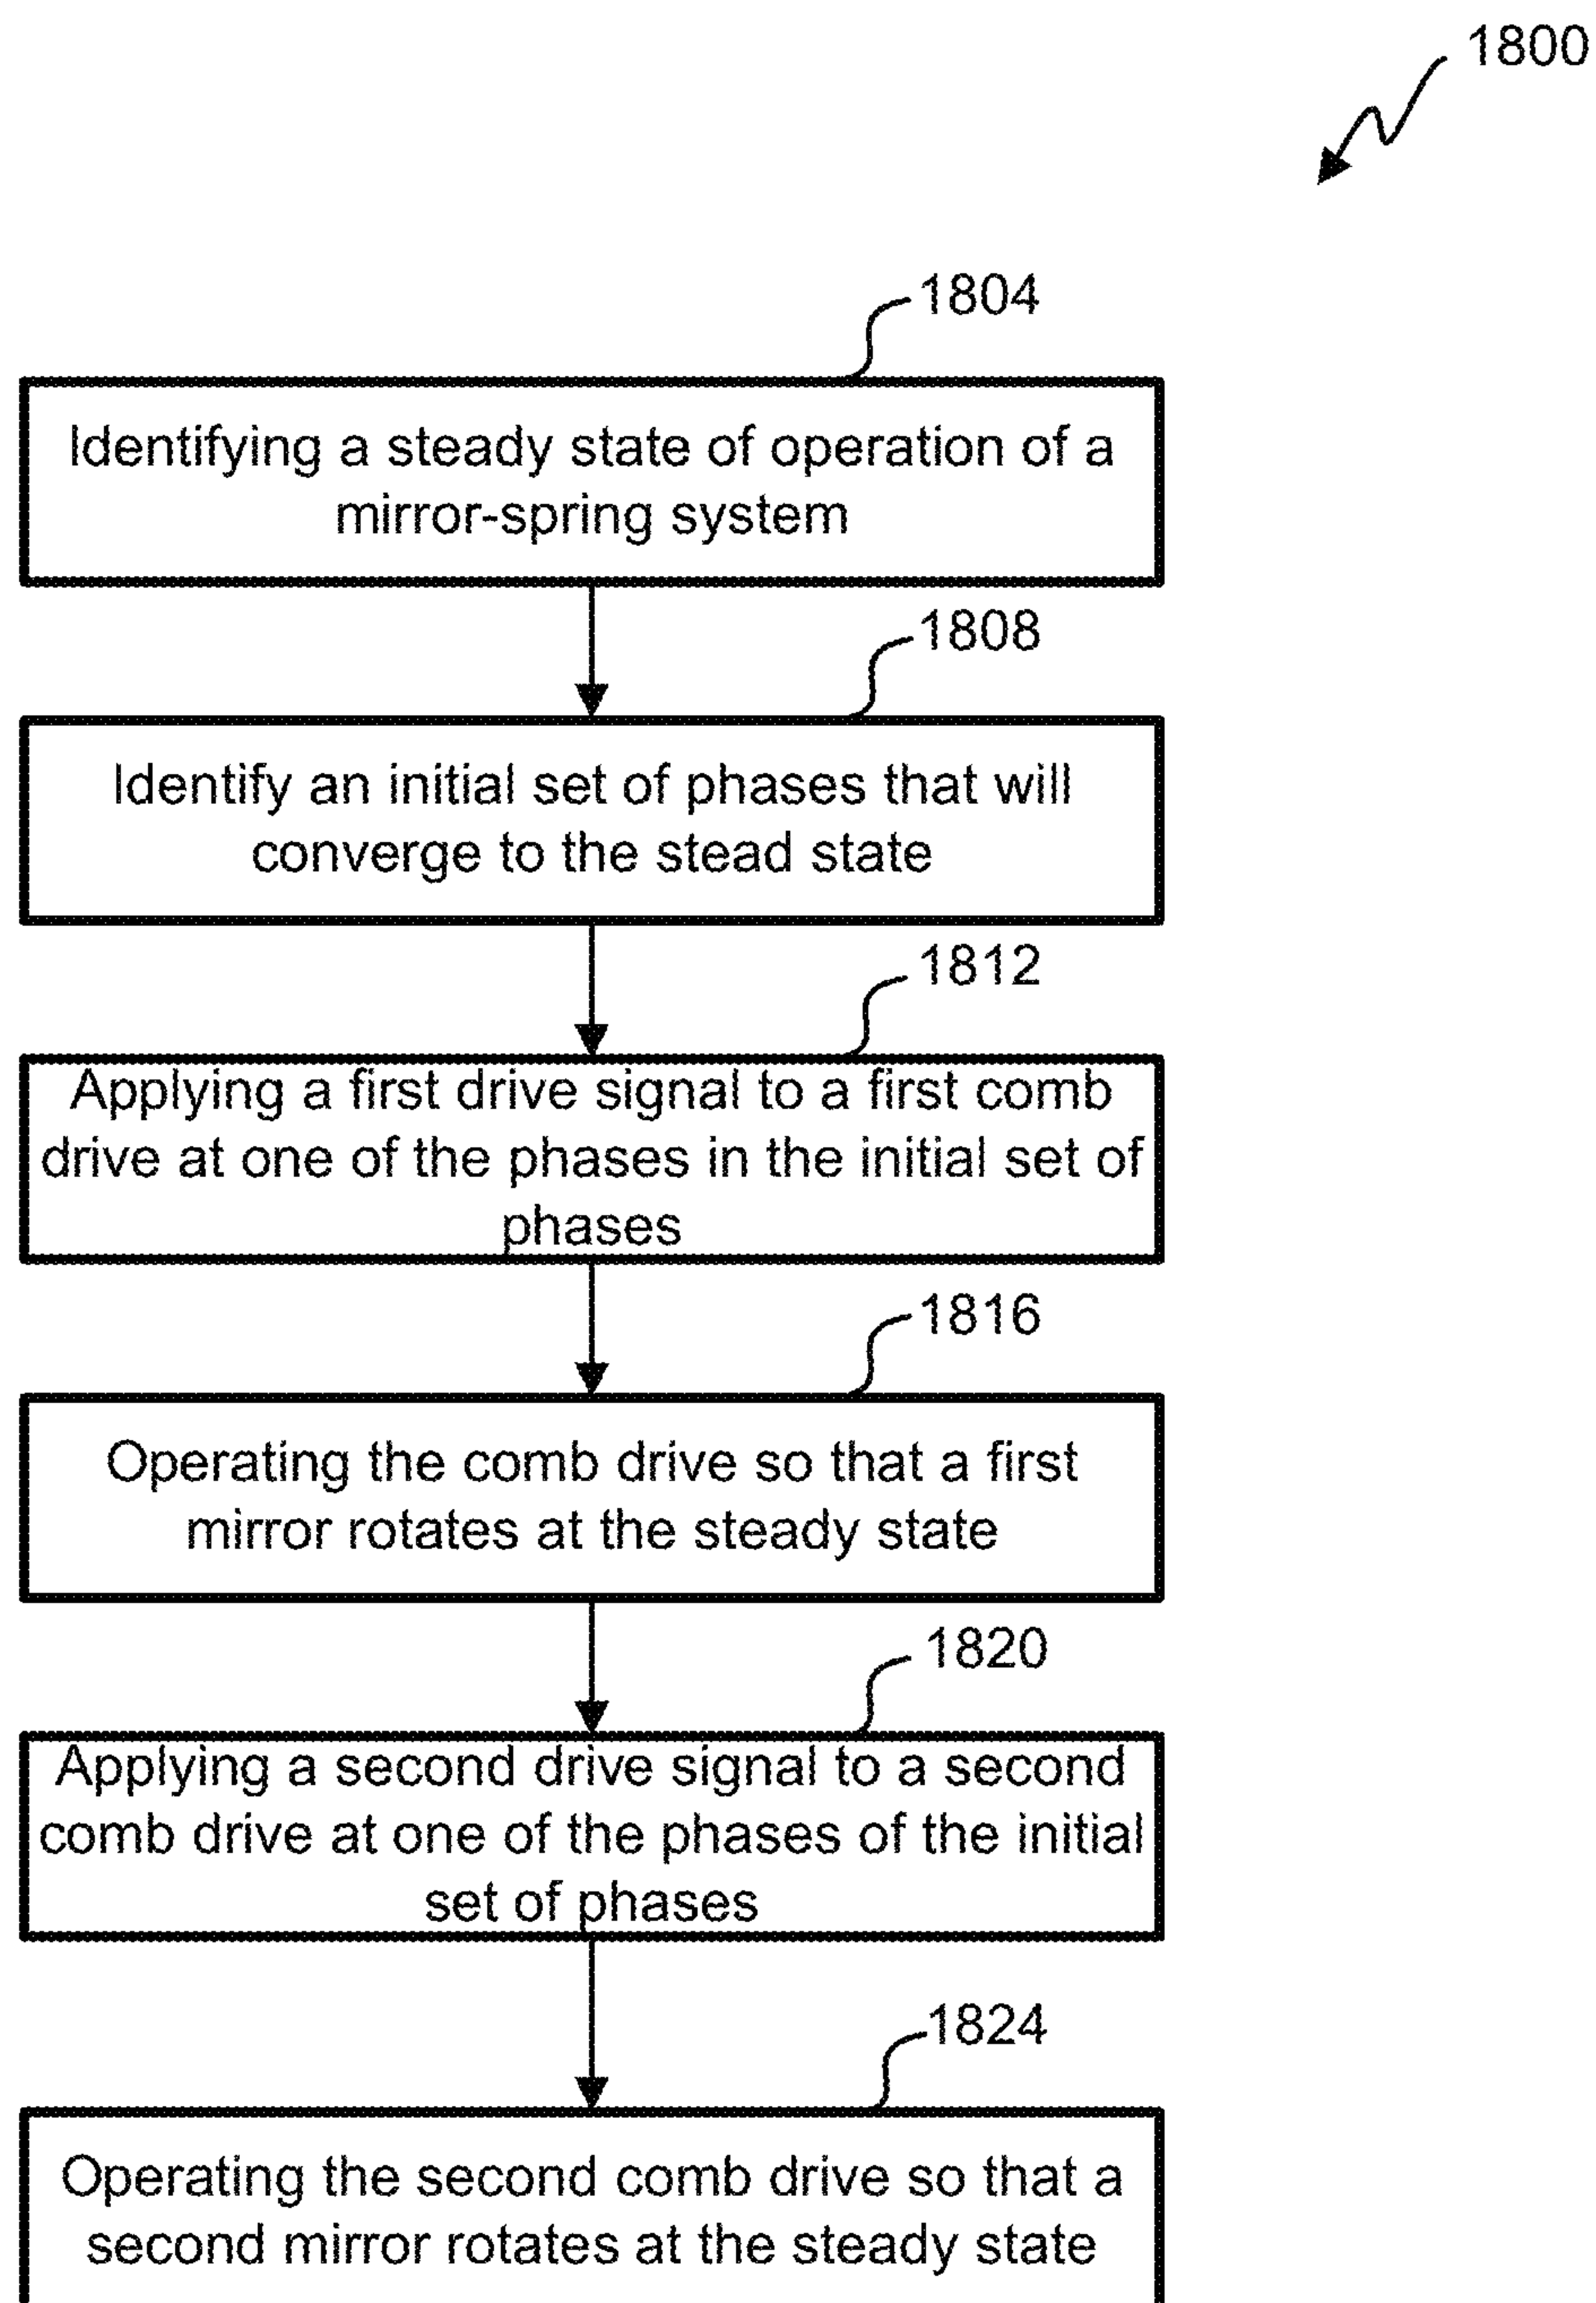 1800
1804
Identifying a steady state of operation of a
mirror-spring system
1808
Identify an initial set of phases that will
converge to the stead state
1812
Applying a first drive signal to a first comb
drive at one of the phases in the initial set of
phases
1816
Operating the comb drive so that a first
mirror rotates at the steady state
1820
Applying a second drive signal to a second
comb drive at one of the phases of the initial
set of phases
1824
Operating the second comb drive so that a
second mirror rotates at the steady state